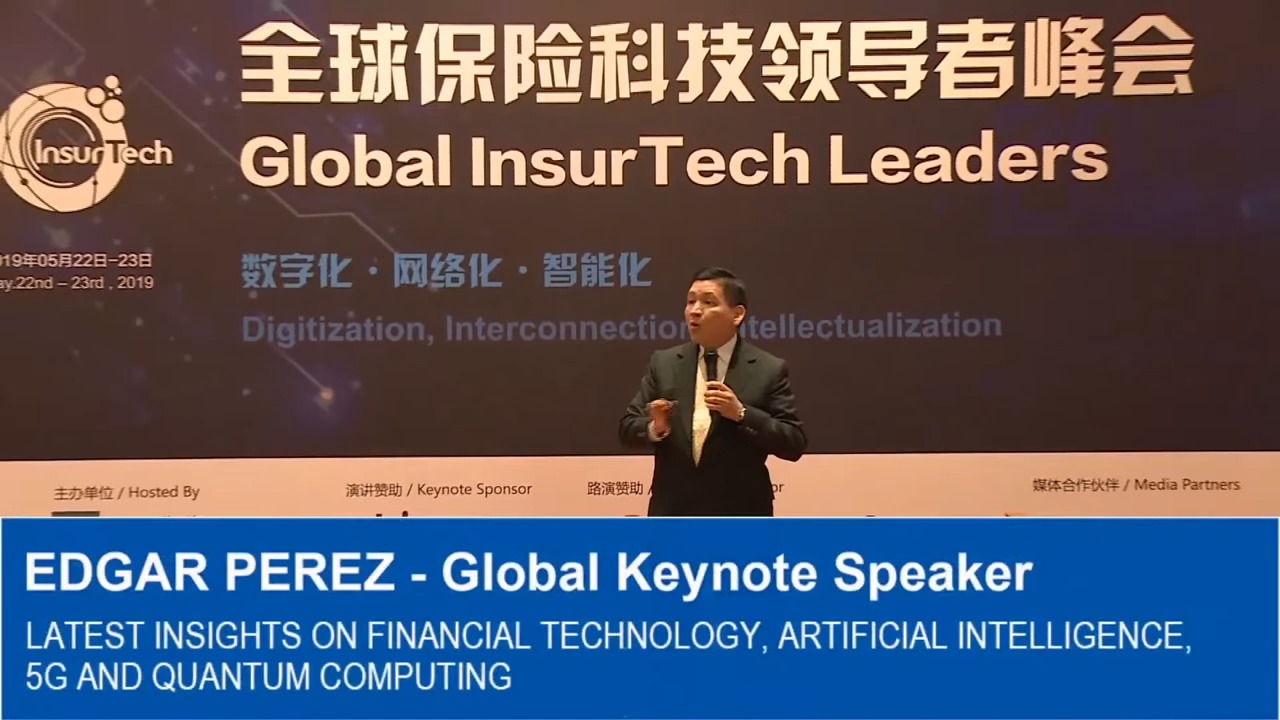 全球保险科技领导者峰会
InsurTech
Global InsurTech Leaders
19年05月22日-23日
ay.22nd – 23rd , 2019
数字化·网络化·智能化
Digitization, Interconnection ntellectualization
主办单位 / Hosted By
演讲赞助 / Keynote Sponsor
路演赞助 / or
媒体合作伙伴 / Media Partners
EDGAR PEREZ - Global Keynote Speaker
LATEST INSIGHTS ON FINANCIAL TECHNOLOGY, ARTIFICIAL INTELLIGENCE,
5G AND QUANTUM COMPUTING